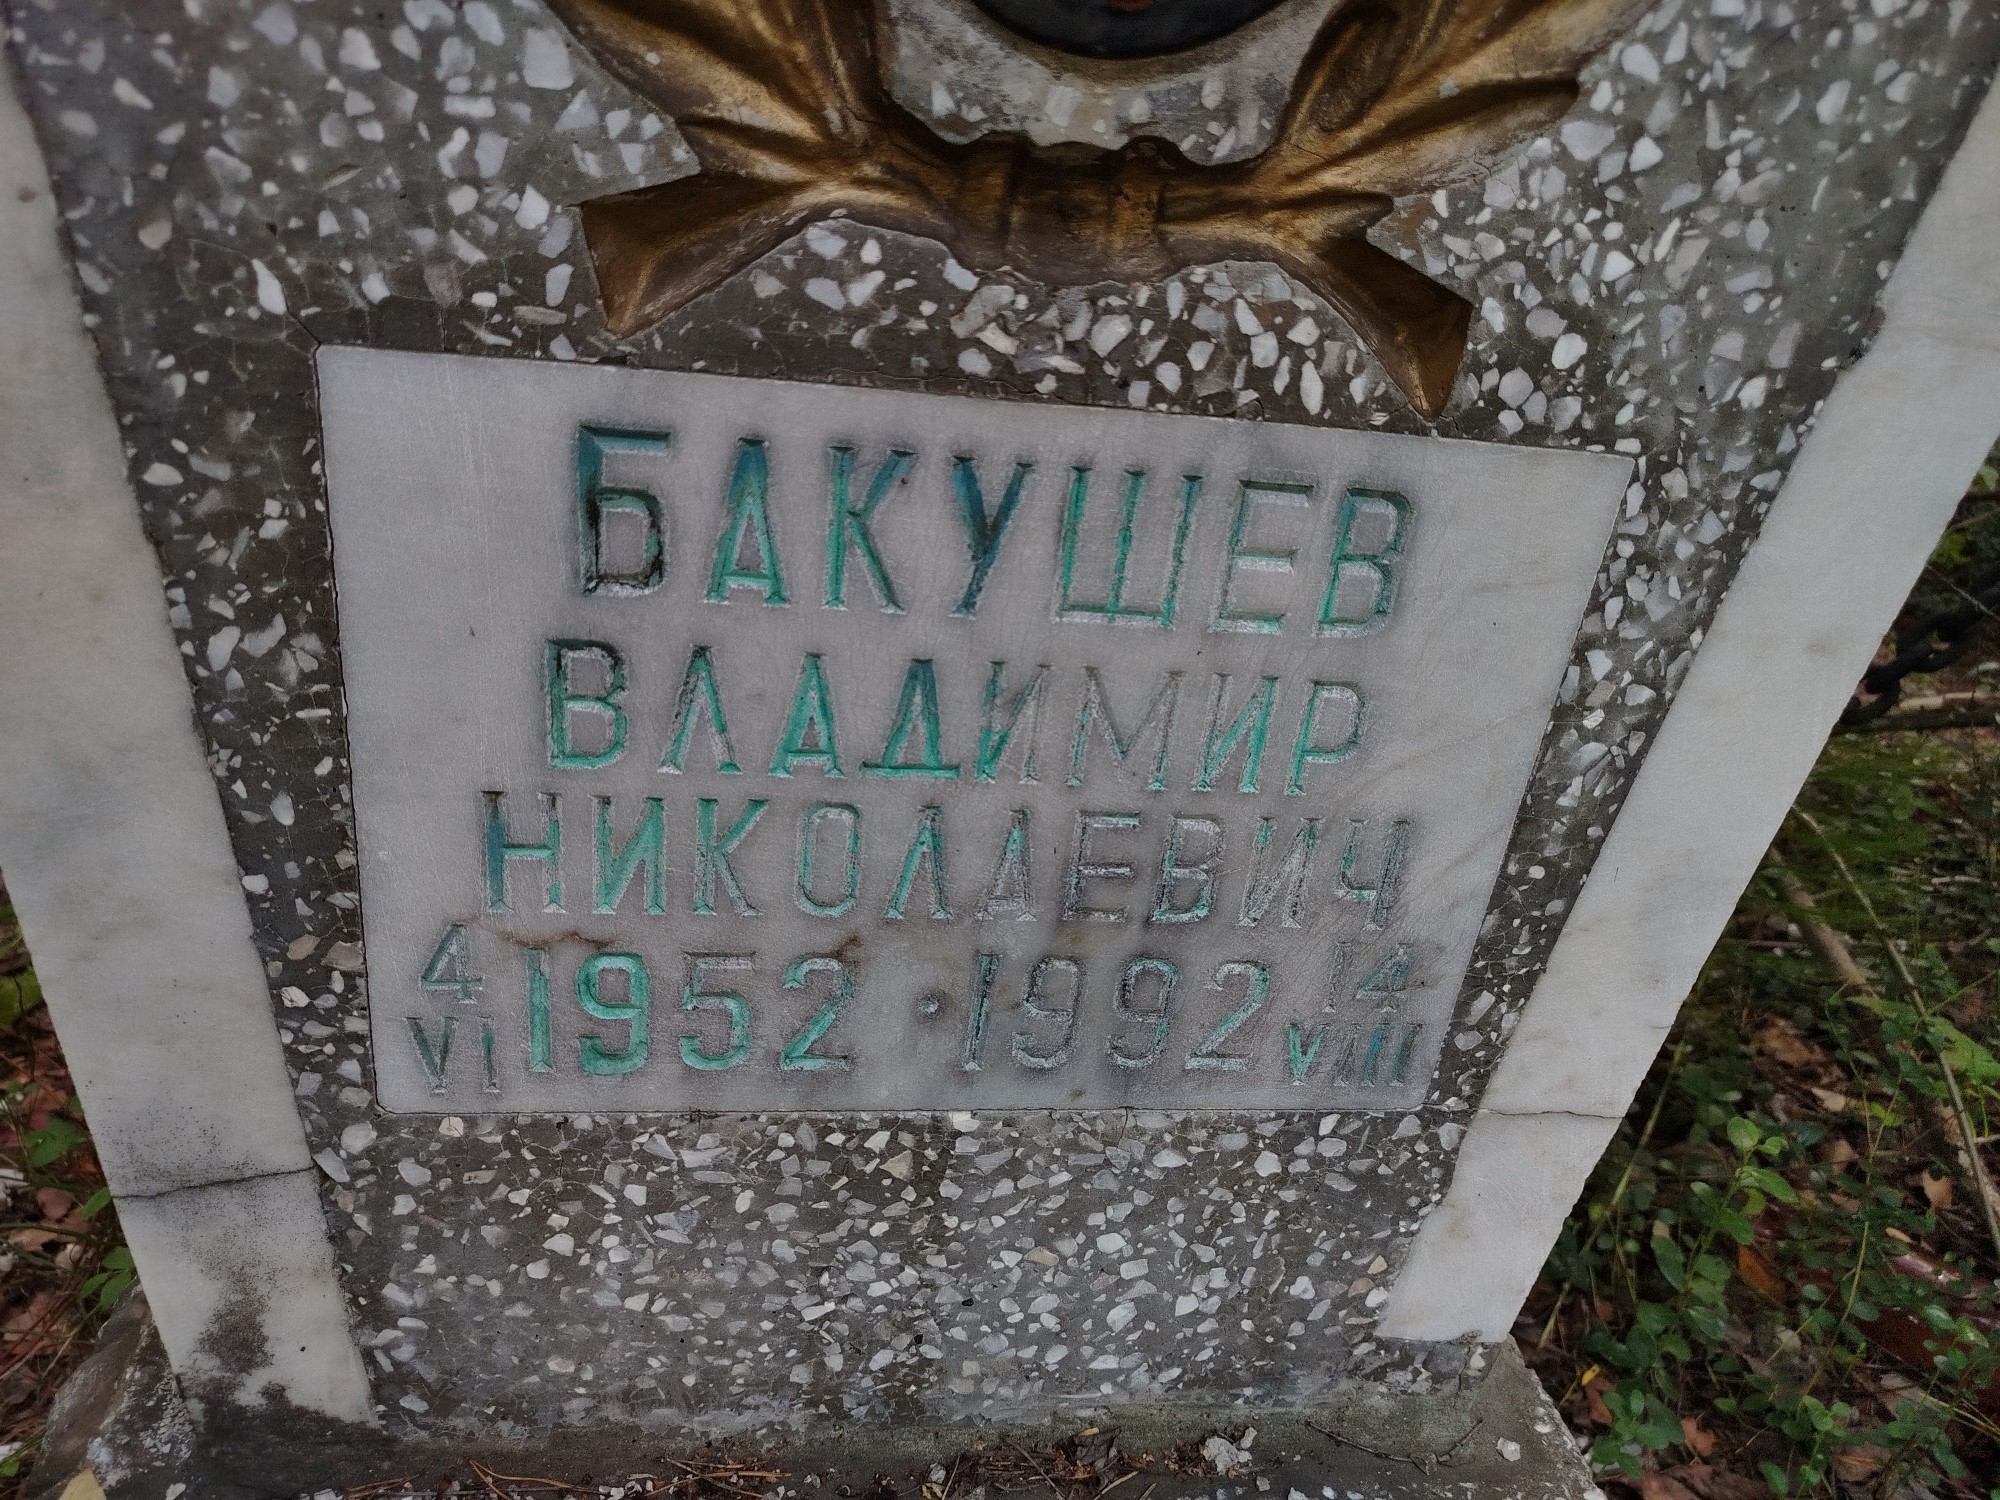 БАКУШЕВ
ВЛАДИМИР
НИКОЛАЕВИЧ
4 VI 1952 · 1992 14 VIII